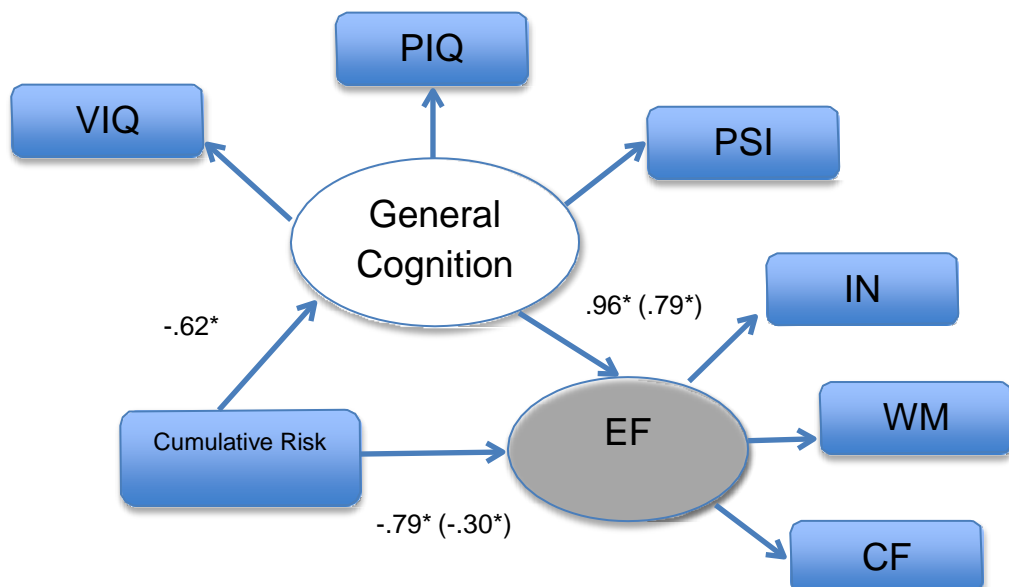 PIQ
VIQ
PSI
General
Cognition
IN
.96* (.79*)
-.62*
WM
EF
Cumulative Risk
-.79* (-.30*)
CF